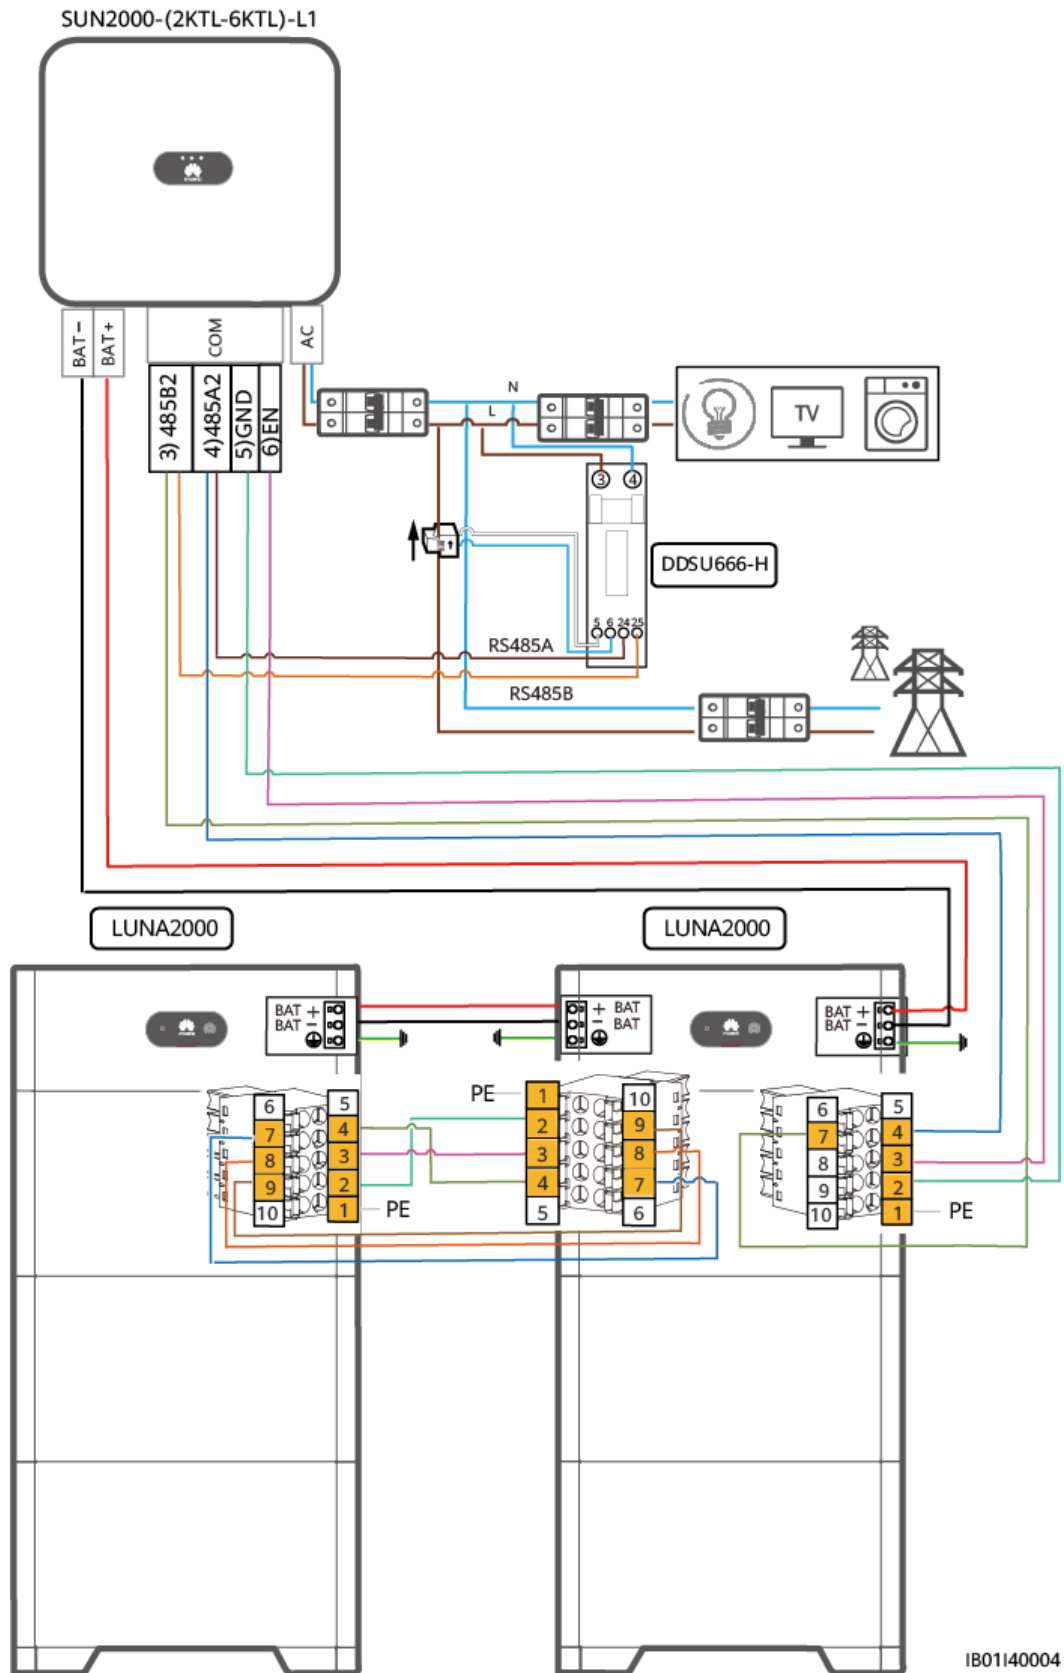 SUN2000-(2KTL-6KTL)-L1
BAT−
BAT+
COM
AC
3) 485B2
4)485A2
5)GND
6)EN
N
L
TV
3
4
DDSU666-H
5 6 24 25
RS485A
RS485B
LUNA2000
LUNA2000
BAT +
BAT −
+ BAT
− BAT
BAT +
BAT −
6
7
8
9
10
5
4
3
2
1
PE
PE
1
2
3
4
5
10
9
8
7
6
6
7
8
9
10
5
4
3
2
1
PE
IB01I40004